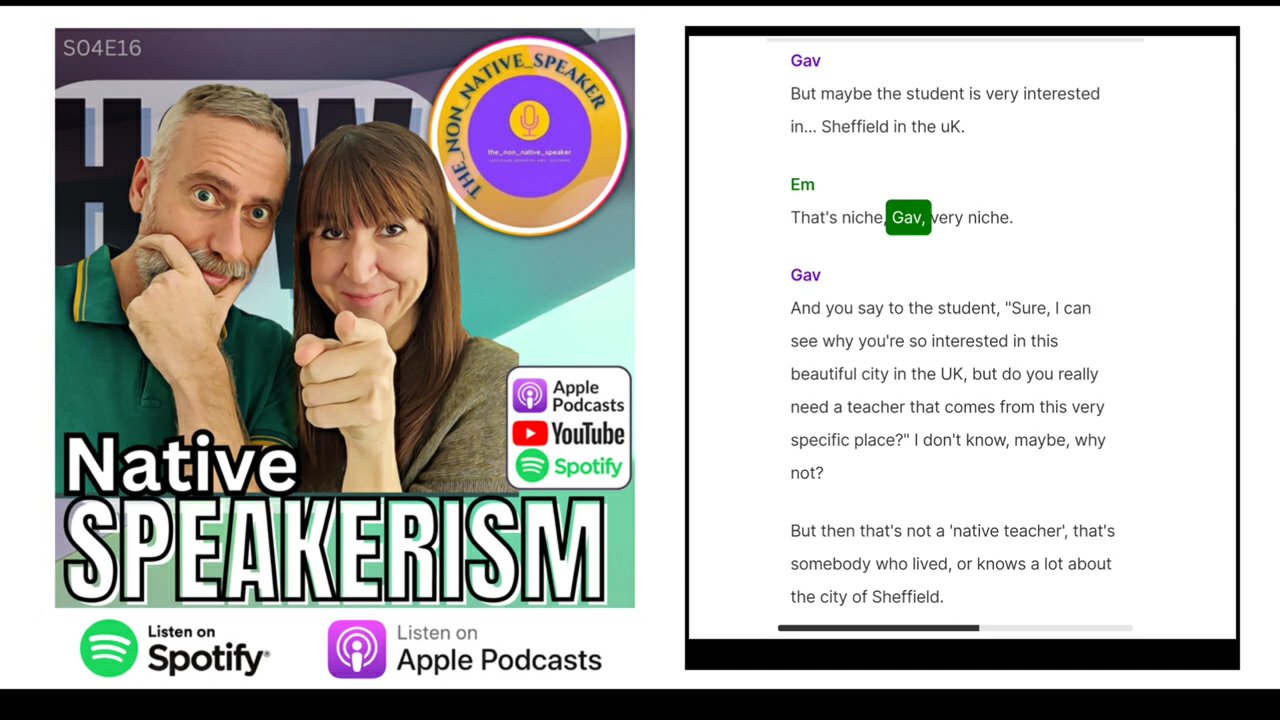 S04E16
THE_NON_NATIVE_SPEAKER
the_non_native_speaker
Apple
Podcasts
YouTube
Spotify
Native
SPEAKERISM
Listen on
Spotify®
Listen on
Apple Podcasts
Gav
But maybe the student is very interested
in... Sheffield in the uK.
Em
That's niche, Gav, very niche.
Gav
And you say to the student, "Sure, I can
see why you're so interested in this
beautiful city in the UK, but do you really
need a teacher that comes from this very
specific place?" I don't know, maybe, why
not?
But then that's not a 'native teacher', that's
somebody who lived, or knows a lot about
the city of Sheffield.